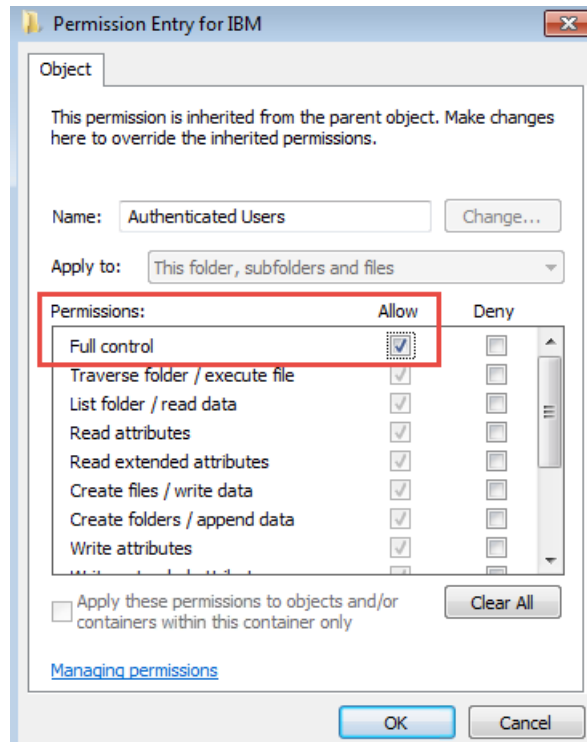 Permission Entry for IBM
Object
This permission is inherited from the parent object. Make changes
here to override the inherited permissions.
Name: Authenticated Users Change...
Apply to: This folder, subfolders and files
Permissions: Allow Deny
Full control
Traverse folder / execute file
List folder / read data
Read attributes
Read extended attributes
Create files / write data
Create folders / append data
Write attributes
Apply these permissions to objects and/or
containers within this container only
Clear All
Managing permissions
OK Cancel